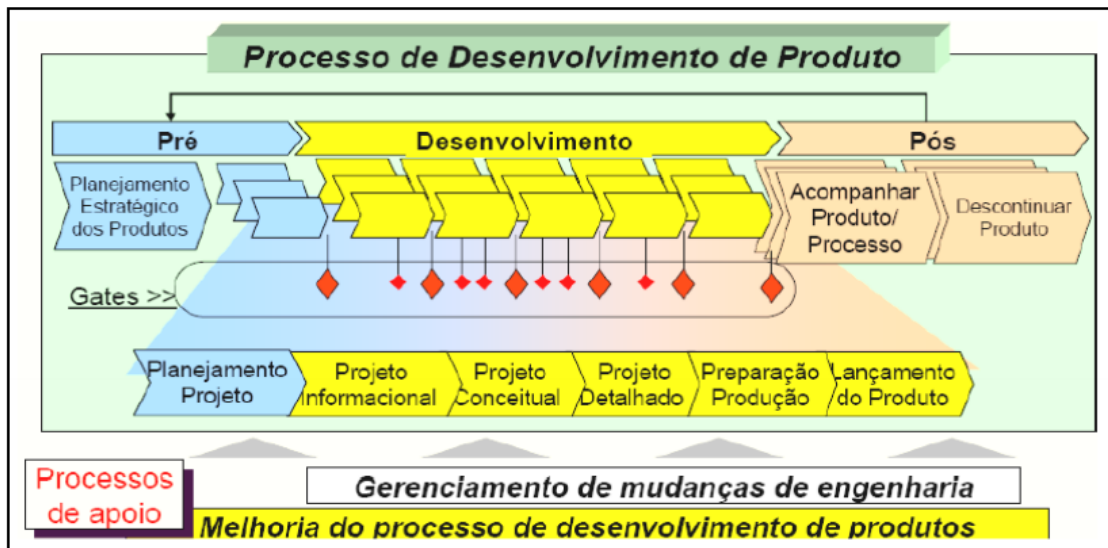 Processo de Desenvolvimento de Produto
Pré
Desenvolvimento
Pós
Planejamento
Estratégico
dos Produtos
Acompanhar
Produto/
Processo
Descontinuar
Produto
Gates >>
Planejamento
Projeto
Projeto
Informacional
Projeto
Conceitual
Projeto
Detalhado
Preparação
Produção
Lançamento
do Produto
Processos
de apoio
Gerenciamento de mudanças de engenharia
Melhoria do processo de desenvolvimento de produtos